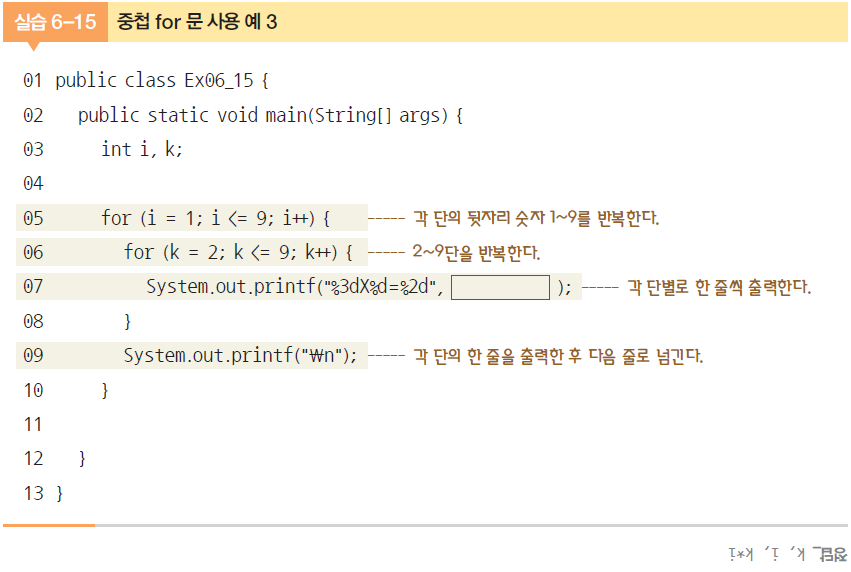 실습 6-15 중첩 for 문 사용 예 3
01 public class Ex06_15 {
02 public static void main(String[] args) {
03 int i, k;
04
05 for (i = 1; i <= 9; i++) { ----- 각 단의 뒷자리 숫자 1~9를 반복한다.
06 for (k = 2; k <= 9; k++) { ----- 2~9단을 반복한다.
07 System.out.printf("%3dX%d=%2d", ); ----- 각 단별로 한 줄씩 출력한다.
08 }
09 System.out.printf("₩n"); ----- 각 단의 한 줄을 출력한 후 다음 줄로 넘긴다.
10 }
11
12 }
13 }
정답_ k, i, k*i